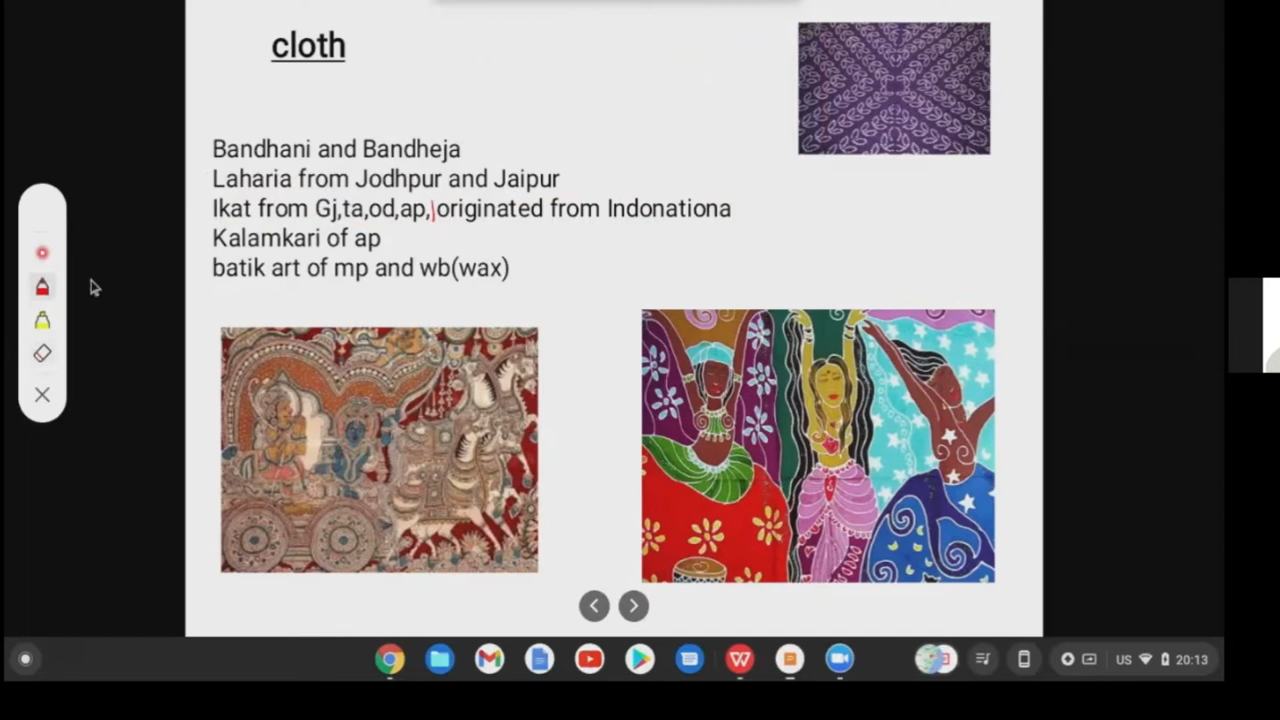 cloth
Bandhani and Bandheja
Laharia from Jodhpur and Jaipur
Ikat from Gj,ta,od,ap, originated from Indonationa
Kalamkari of ap
batik art of mp and wb(wax)
US 20:13